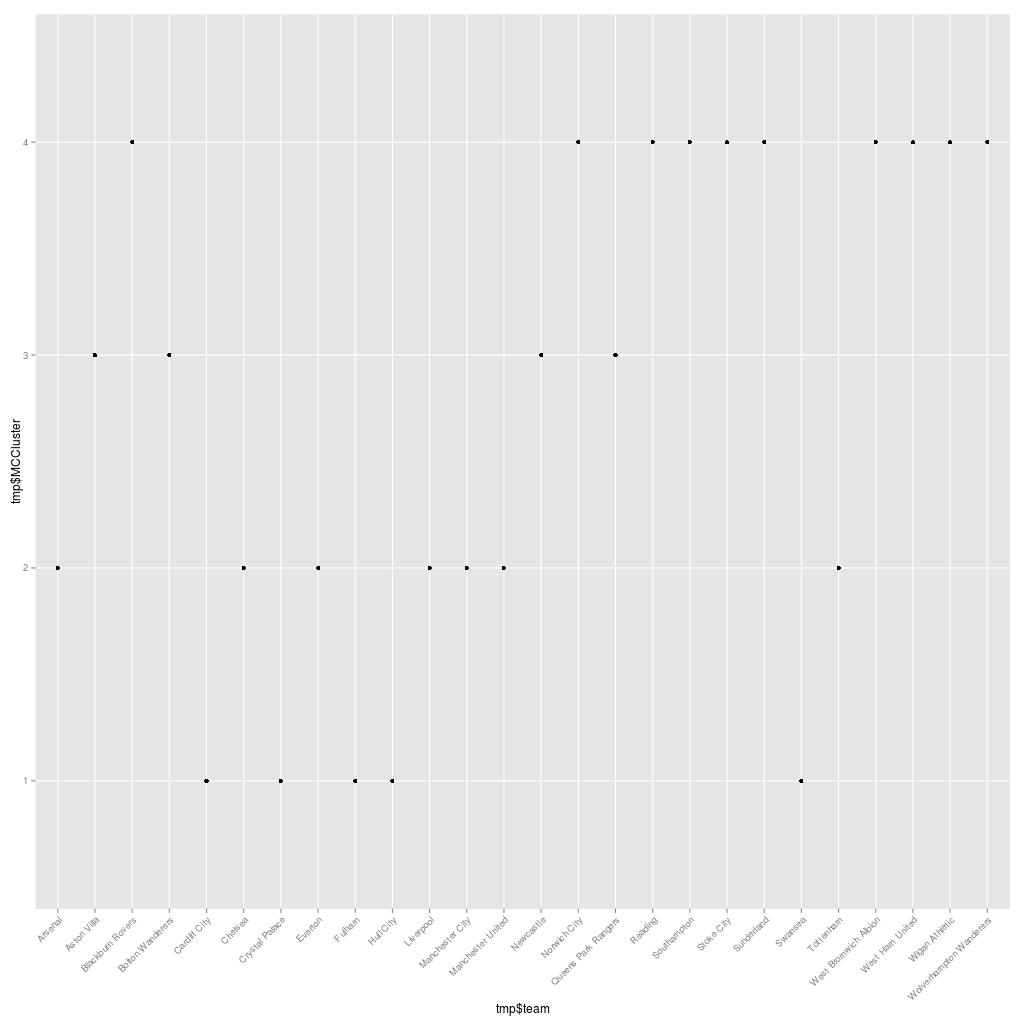 tmp$MCCluster
4
3
2
1
Arsenal
Aston Villa
Blackburn Rovers
Bolton Wanderers
Cardiff City
Chelsea
Crystal Palace
Everton
Fulham
Hull City
Liverpool
Manchester City
Manchester United
Newcastle
Norwich City
Queens Park Rangers
Reading
Southampton
Stoke City
Sunderland
Swansea
Tottenham
West Bromwich Albion
West Ham United
Wigan Athletic
Wolverhampton Wanderers
tmp$team